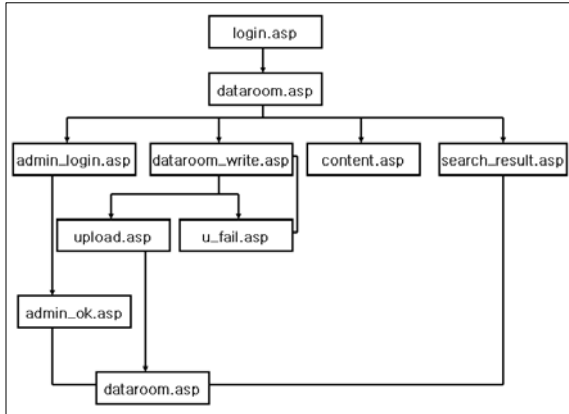 login.asp
dataroom.asp
admin_login.asp
dataroom_write.asp
content.asp
search_result.asp
upload.asp
u_fail.asp
admin_ok.asp
dataroom.asp